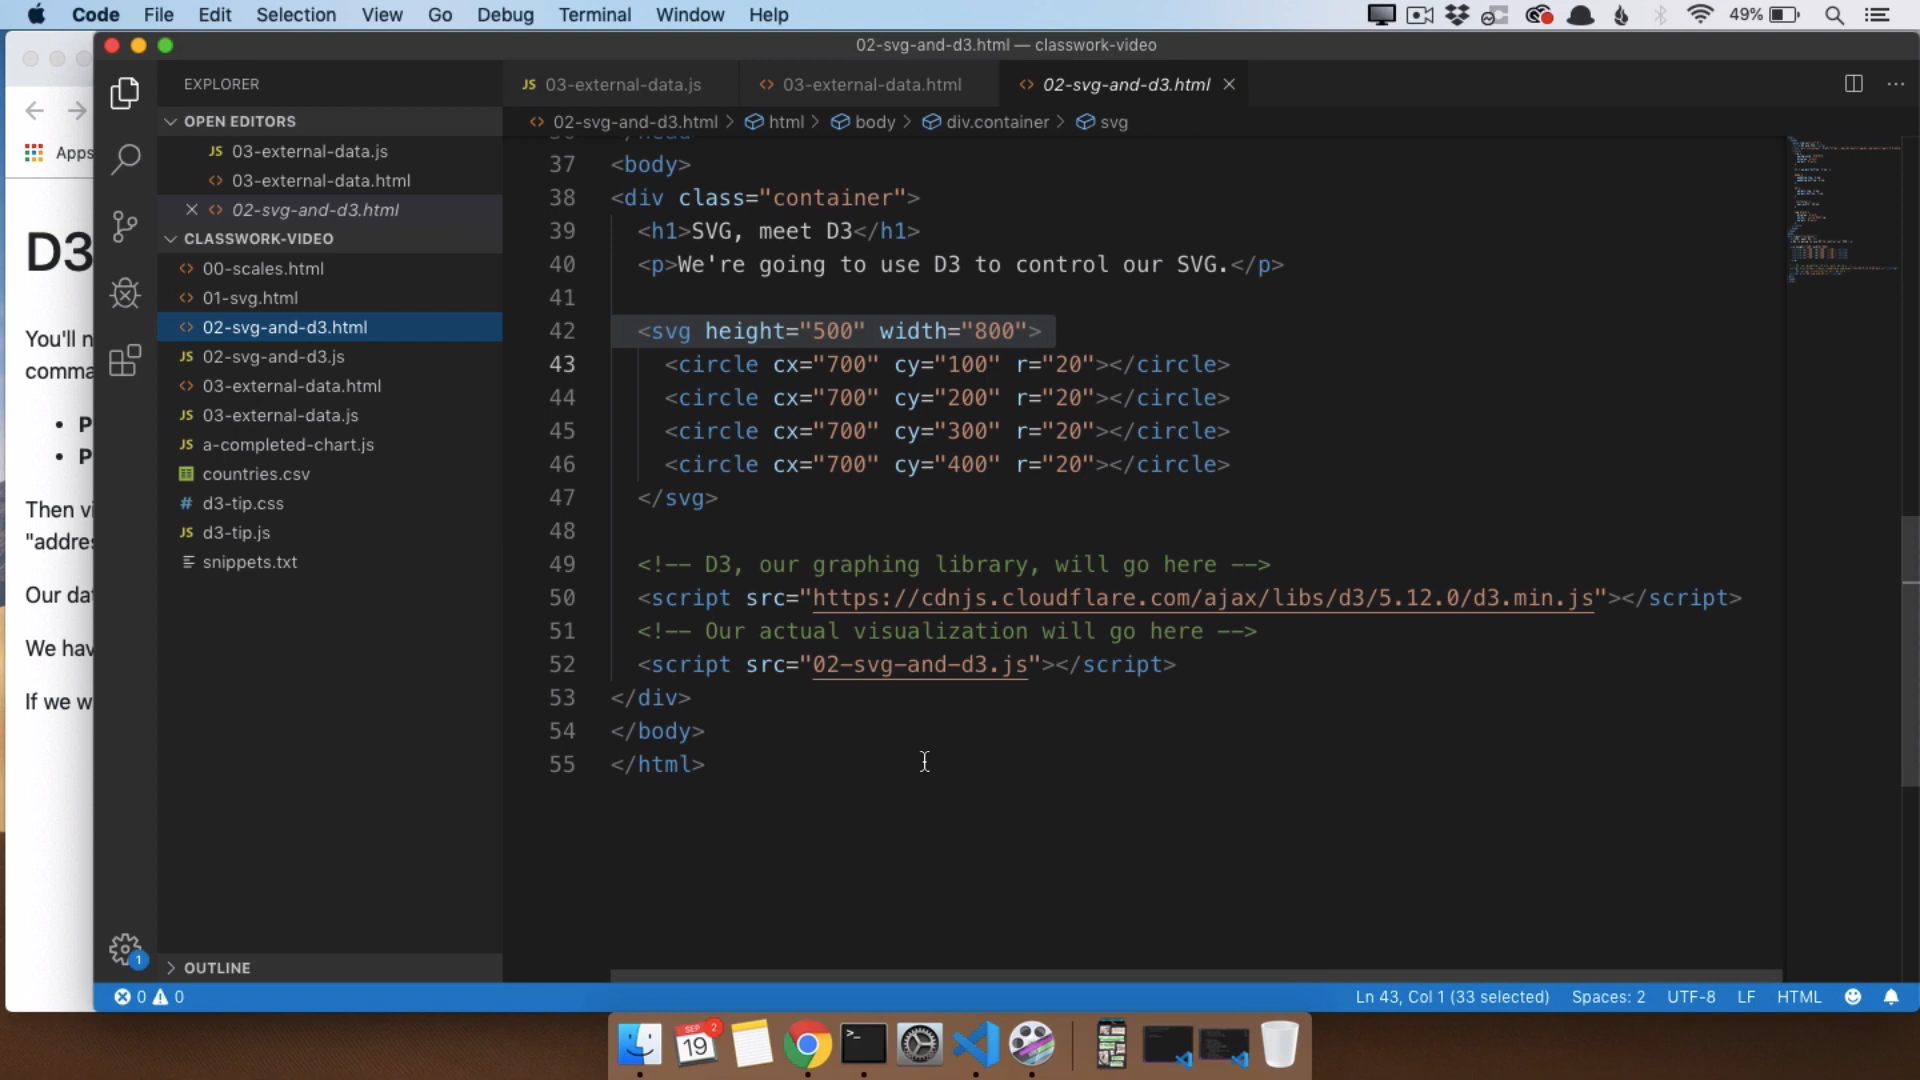 Code File Edit Selection View Go Debug Terminal Window Help
49%
02-svg-and-d3.html — classwork-video
EXPLORER
JS 03-external-data.js
<> 03-external-data.html
<> 02-svg-and-d3.html
02-svg-and-d3.html > html > body > div.container > svg
OPEN EDITORS
JS 03-external-data.js
<> 03-external-data.html
<> 02-svg-and-d3.html
CLASSWORK-VIDEO
<> 00-scales.html
<> 01-svg.html
<> 02-svg-and-d3.html
JS 02-svg-and-d3.js
<> 03-external-data.html
JS 03-external-data.js
JS a-completed-chart.js
countries.csv
# d3-tip.css
JS d3-tip.js
snippets.txt
OUTLINE
37 <body>
38 <div class="container">
39 <h1>SVG, meet D3</h1>
40 <p>We're going to use D3 to control our SVG.</p>
41
42 <svg height="500" width="800">
43 <circle cx="700" cy="100" r="20"></circle>
44 <circle cx="700" cy="200" r="20"></circle>
45 <circle cx="700" cy="300" r="20"></circle>
46 <circle cx="700" cy="400" r="20"></circle>
47 </svg>
48
49 <!-- D3, our graphing library, will go here -->
50 <script src="https://cdnjs.cloudflare.com/ajax/libs/d3/5.12.0/d3.min.js"></script>
51 <!-- Our actual visualization will go here -->
52 <script src="02-svg-and-d3.js"></script>
53 </div>
54 </body>
55 </html>
Apps
D3
You'll n
comma
Then vi
"addres
Our dat
We hav
If we w
1
0 0
Ln 43, Col 1 (33 selected) Spaces: 2 UTF-8 LF HTML
SEP 2
19